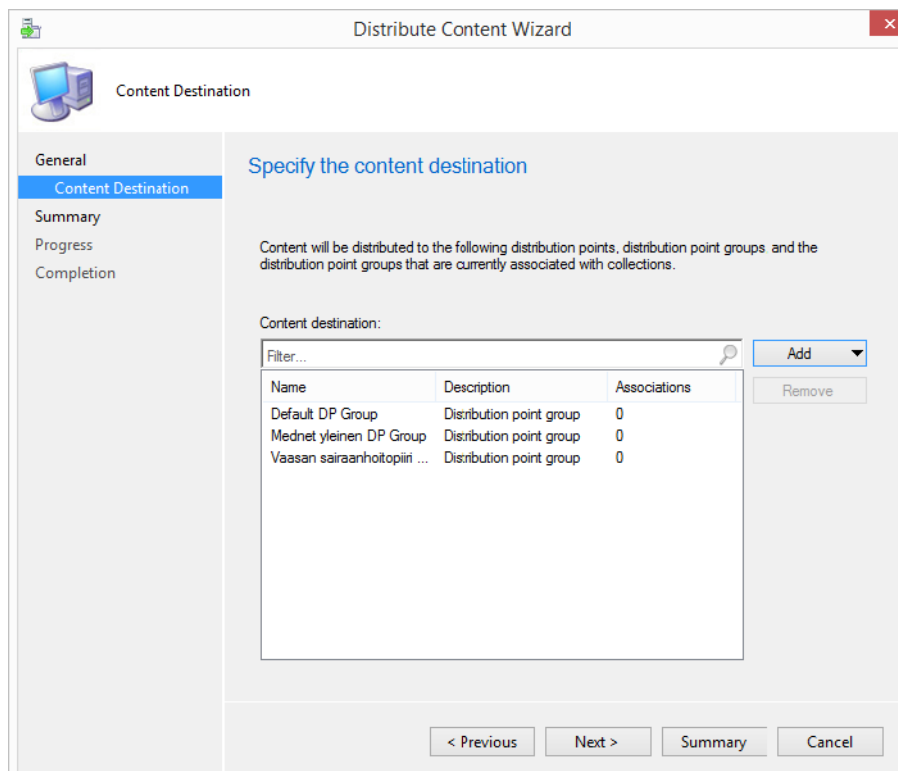 Distribute Content Wizard
Content Destination
General
Content Destination
Summary
Progress
Completion
Specify the content destination
Content will be distributed to the following distribution points, distribution point groups and the
distribution point groups that are currently associated with collections.
Content destination:
Filter...
Add
Remove
Name Description Associations
Default DP Group Distribution point group 0
Mednet yleinen DP Group Distribution point group 0
Vaasan sairaanhoitopiiri ... Distribution point group 0
< Previous Next > Summary Cancel